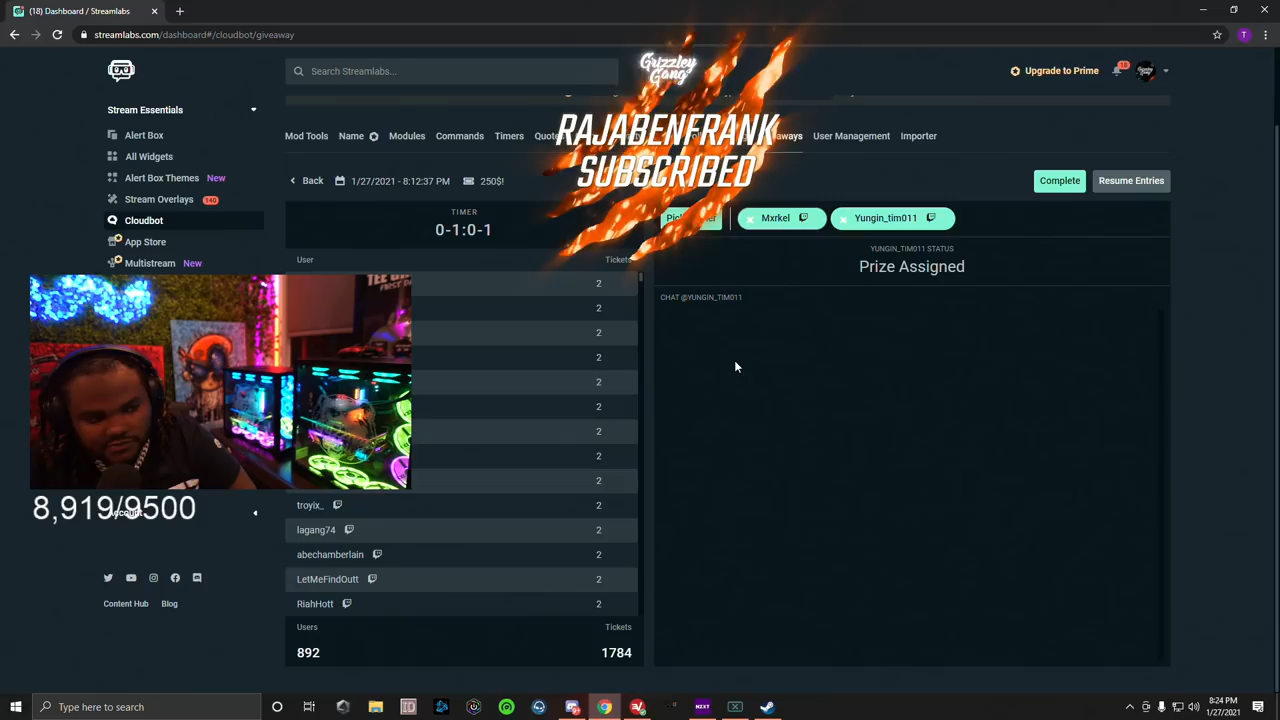 (18) Dashboard / Streamlabs
streamlabs.com/dashboard#/cloudbot/giveaway
Grizzley
Gang
Search Streamlabs...
Upgrade to Prime
18
Stream Essentials
Alert Box
All Widgets
Alert Box Themes New
Stream Overlays 140
Cloudbot
App Store
Multistream New
Mod Tools Name Modules Commands Timers
User Management Importer
RAJABENFRANK
SUBSCRIBED
Back 1/27/2021 - 8:12:37 PM 250$!
Complete Resume Entries
TIMER
0-1:0-1
Mxrkel Yungin_tim011
YUNGIN_TIM011 STATUS
Prize Assigned
User Tickets
CHAT @YUNGIN_TIM011
2
2
2
2
2
2
2
2
2
troyix_ 2
lagang74 2
abechamberlain 2
LetMeFindOutt 2
RiahHott 2
Users Tickets
892 1784
8,919/9500
Account
Content Hub Blog
Type here to search
NZXT
8:24 PM
1/27/2021